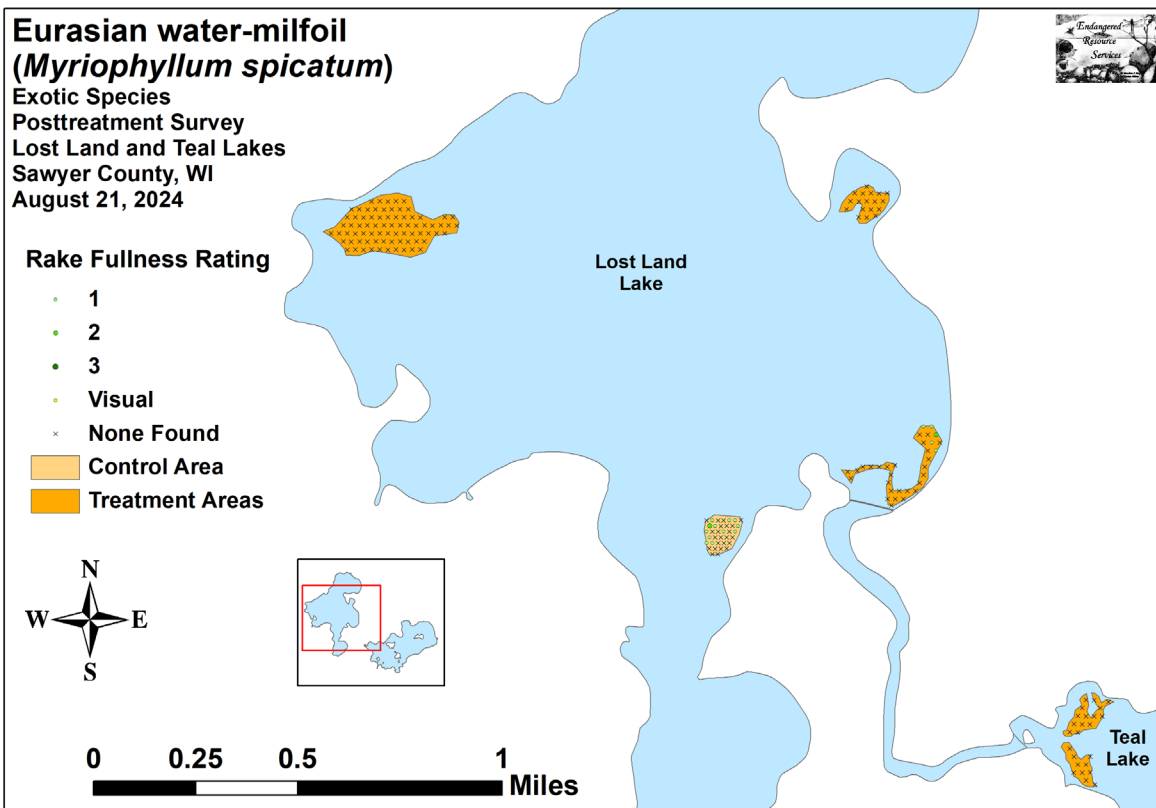 Eurasian water-milfoil
(Myriophyllum spicatum)
Exotic Species
Posttreatment Survey
Lost Land and Teal Lakes
Sawyer County, WI
August 21, 2024
Endangered
Resource
Services
Rake Fullness Rating
1
2
3
Visual
None Found
Control Area
Treatment Areas
Lost Land
Lake
N
W E
S
0 0.25 0.5 1
Miles
Teal
Lake